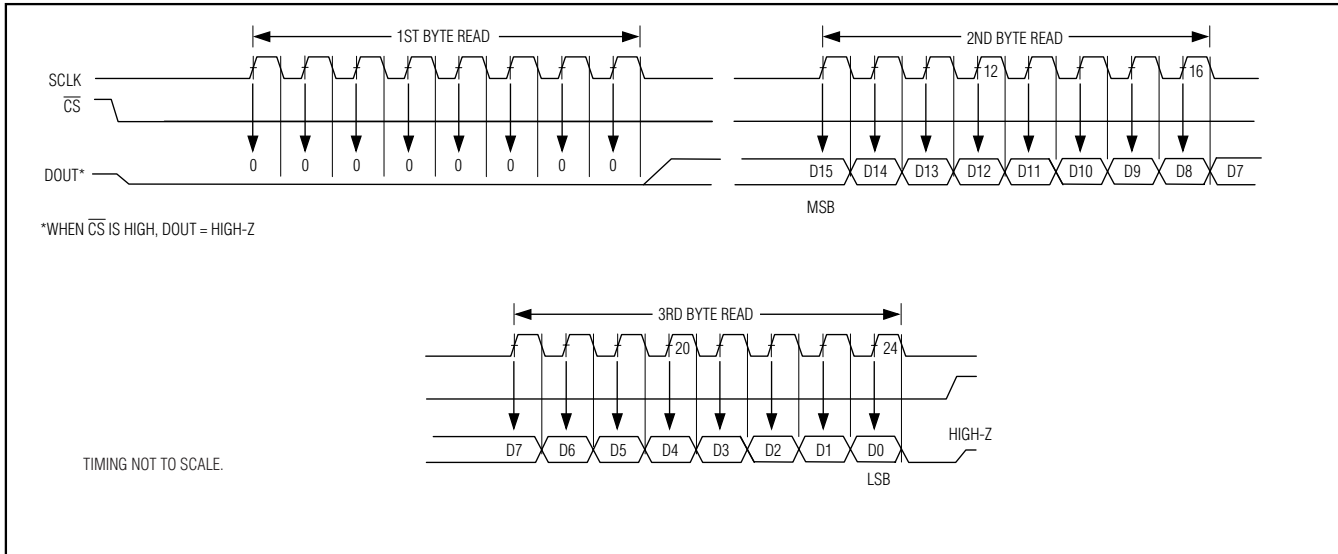 1ST BYTE READ 2ND BYTE READ
SCLK 12 16
CS
0 0 0 0 0 0 0 0
DOUT* D15 D14 D13 D12 D11 D10 D9 D8 D7
MSB
*WHEN CS IS HIGH, DOUT = HIGH-Z
3RD BYTE READ
20 24
HIGH-Z
D7 D6 D5 D4 D3 D2 D1 D0
TIMING NOT TO SCALE.
LSB